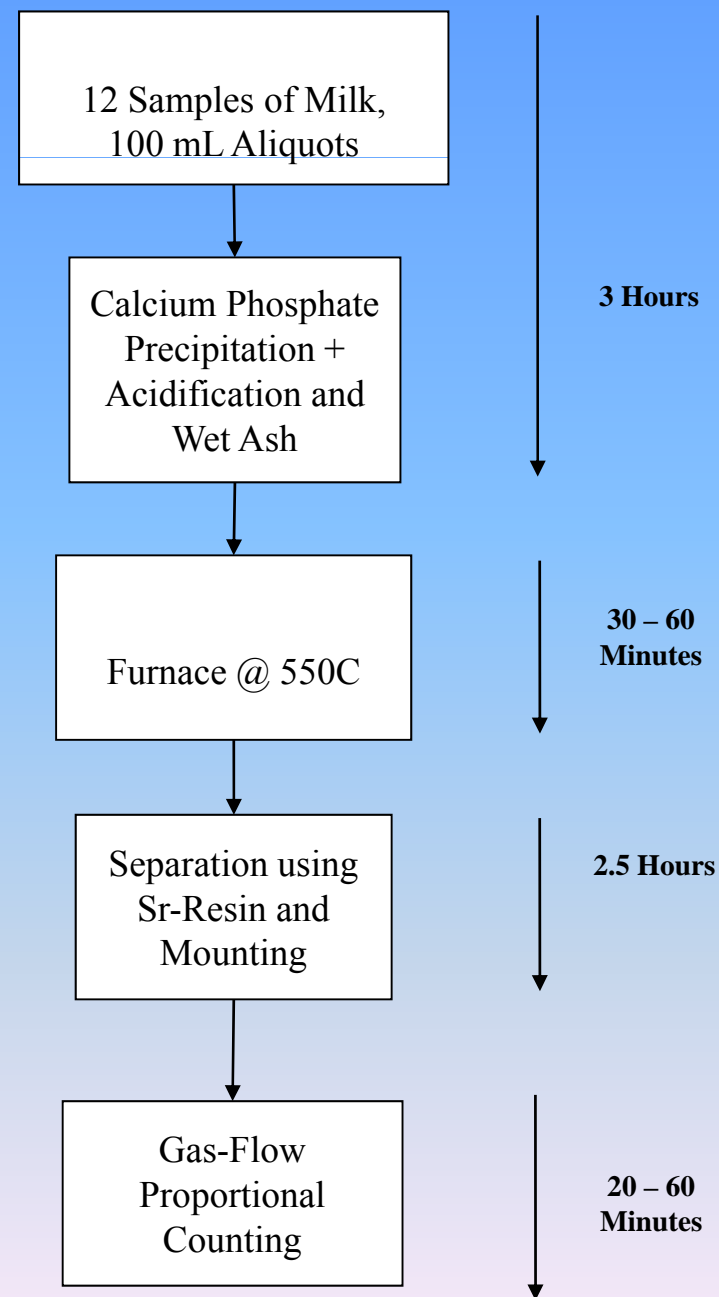 12 Samples of Milk,
100 mL Aliquots
Calcium Phosphate
Precipitation +
Acidification and
Wet Ash
3 Hours
Furnace @ 550C
30 – 60
Minutes
Separation using
Sr-Resin and
Mounting
2.5 Hours
Gas-Flow
Proportional
Counting
20 – 60
Minutes